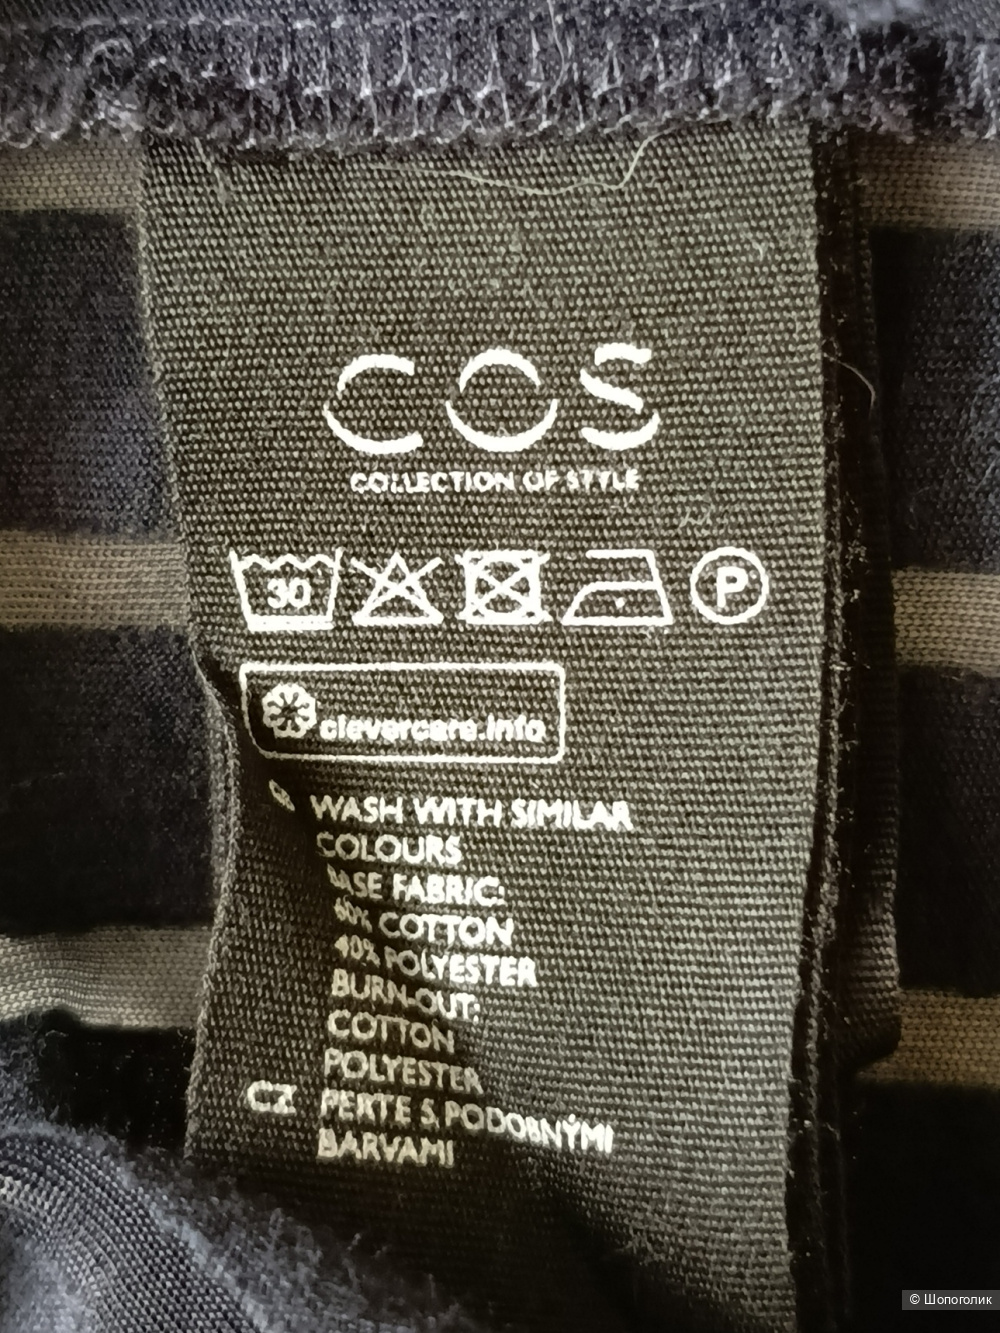 COS
COLLECTION OF STYLE
30
P
clevercare.info
GB WASH WITH SIMILAR
COLOURS
BASE FABRIC:
60% COTTON
40% POLYESTER
BURN-OUT:
COTTON
POLYESTER
CZ PERTE S PODOBNÝMI
BARVAMI
© Шопоголик